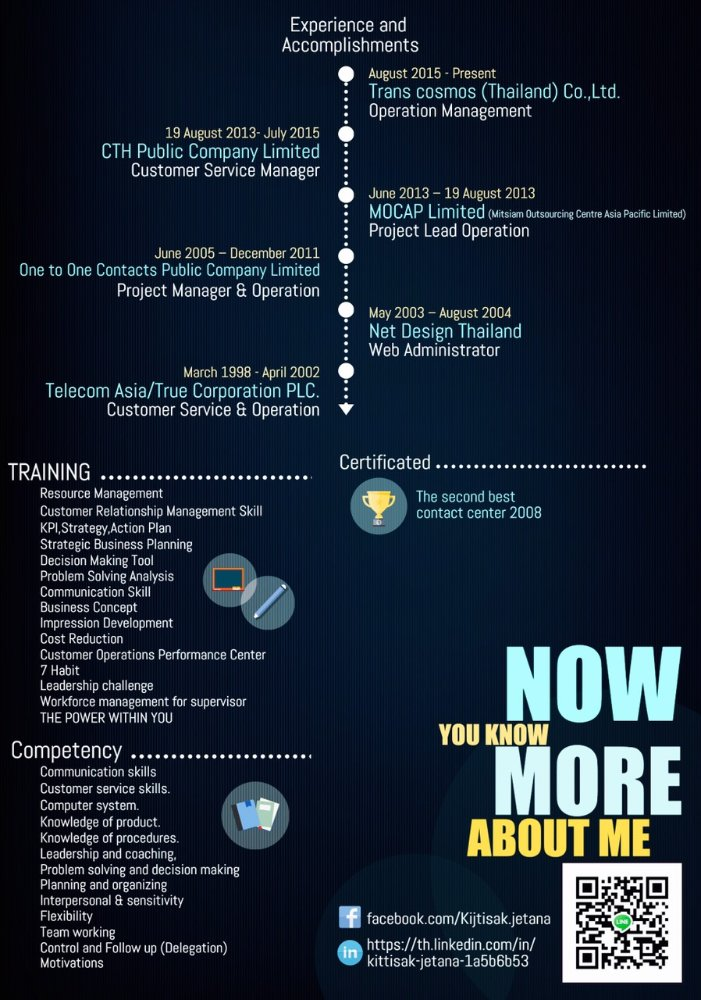 Experience and
Accomplishments
August 2015 - Present
Trans cosmos (Thailand) Co.,Ltd.
Operation Management
19 August 2013- July 2015
CTH Public Company Limited
Customer Service Manager
June 2013 – 19 August 2013
MOCAP Limited (Mitsiam Outsourcing Centre Asia Pacific Limited)
Project Lead Operation
June 2005 – December 2011
One to One Contacts Public Company Limited
Project Manager & Operation
May 2003 – August 2004
Net Design Thailand
Web Administrator
March 1998 - April 2002
Telecom Asia/True Corporation PLC.
Customer Service & Operation
TRAINING
Resource Management
Customer Relationship Management Skill
KPI,Strategy,Action Plan
Strategic Business Planning
Decision Making Tool
Problem Solving Analysis
Communication Skill
Business Concept
Impression Development
Cost Reduction
Customer Operations Performance Center
7 Habit
Leadership challenge
Workforce management for supervisor
THE POWER WITHIN YOU
Certificated
The second best
contact center 2008
Competency
Communication skills
Customer service skills.
Computer system.
Knowledge of product.
Knowledge of procedures.
Leadership and coaching,
Problem solving and decision making
Planning and organizing
Interpersonal & sensitivity
Flexibility
Team working
Control and Follow up (Delegation)
Motivations
NOW
YOU KNOW
MORE
ABOUT ME
facebook.com/Kijtisak.jetana
https://th.linkedin.com/in/
kittisak-jetana-1a5b6b53
LINE